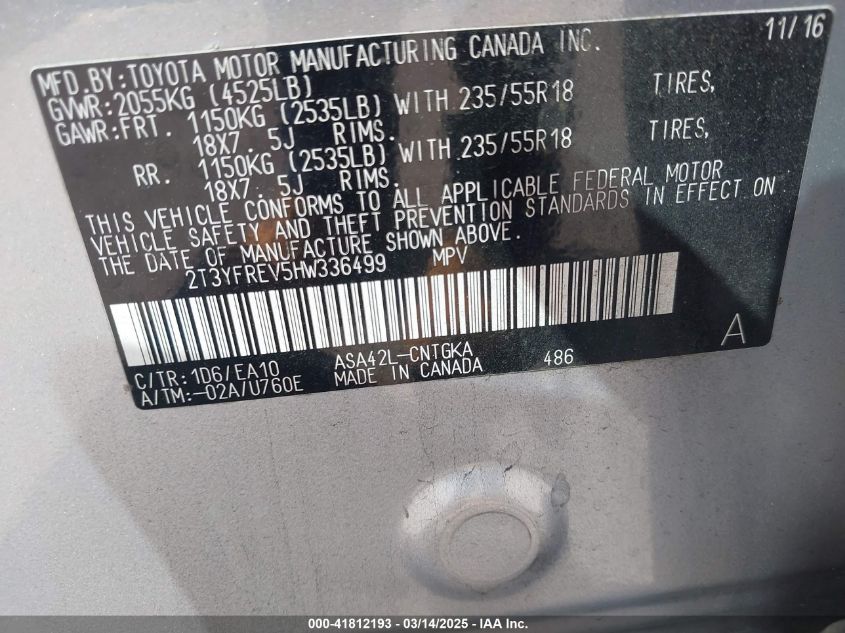 MFD.BY:TOYOTA MOTOR MANUFACTURING CANADA INC. 11/16
GVWR:2055KG (4525LB)
GAWR:FRT. 1150KG (2535LB) WITH 235/55R18 TIRES,
18X7.5J RIMS.
RR. 1150KG (2535LB) WITH 235/55R18 TIRES,
18X7.5J RIMS.
THIS VEHICLE CONFORMS TO ALL APPLICABLE FEDERAL MOTOR
VEHICLE SAFETY AND THEFT PREVENTION STANDARDS IN EFFECT ON
THE DATE OF MANUFACTURE SHOWN ABOVE.
2T3YFREV5HW336499 MPV
A
C/TR:1D6/EA10 ASA42L-CNTGKA 486
A/TM:-02A/U760E MADE IN CANADA
000-41812193 - 03/14/2025 - IAA Inc.